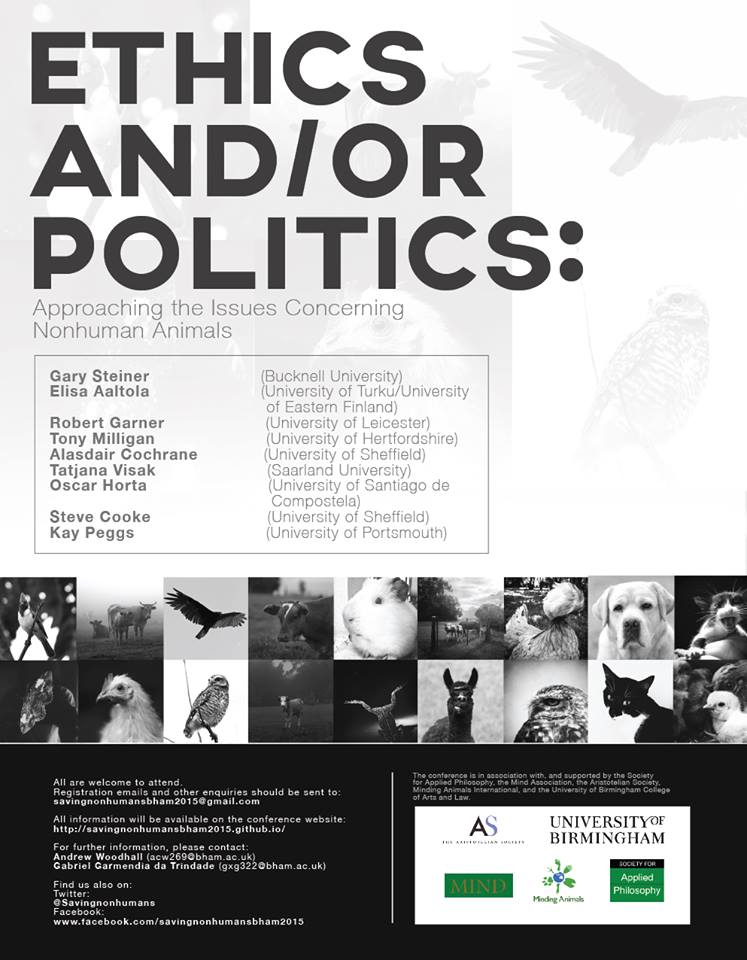 ETHICS
AND/OR
POLITICS:
Approaching the Issues Concerning
Nonhuman Animals
Gary Steiner (Bucknell University)
Elisa Aaltola (University of Turku/University
of Eastern Finland)
Robert Garner (University of Leicester)
Tony Milligan (University of Hertfordshire)
Alasdair Cochrane (University of Sheffield)
Tatjana Visak (Saarland University)
Oscar Horta (University of Santiago de
Compostela)
Steve Cooke (University of Sheffield)
Kay Peggs (University of Portsmouth)
All are welcome to attend.
Registration emails and other enquiries should be sent to:
savingnonhumansbham2015@gmail.com
All information will be available on the conference website:
http://savingnonhumansbham2015.github.io/
For further information, please contact:
Andrew Woodhall (acw269@bham.ac.uk)
Gabriel Garmendia da Trindade (gxg322@bham.ac.uk)
Find us also on:
Twitter:
@Savingnonhumans
Facebook:
www.facebook.com/savingnonhumansbham2015
The conference is in association with, and supported by the Society
for Applied Philosophy, the Mind Association, the Aristotelian Society,
Minding Animals International, and the University of Birmingham College
of Arts and Law.
AS
THE ARISTOTELIAN SOCIETY
UNIVERSITYOF
BIRMINGHAM
MIND
Minding Animals
SOCIETY FOR
Applied
Philosophy